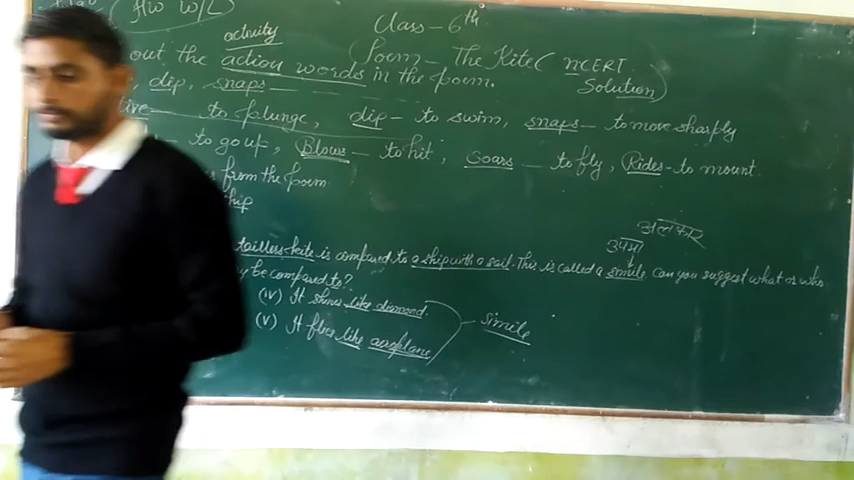 HW W/L
Class - 6th
activity
out the action words in the poem.
(Poem - The Kite (NCERT
Solution)
, dip, snaps
to plunge, dip - to swim, snaps - to move sharply
to go up, Blows - to hit, soars - to fly, Rides - to mount.
s from the poem
hip
अलंकार
उपमा
tailless kite is compared to a ship with a sail. This is called a simile. Can you suggest what or who
y be compared to?
(iv) It shines like diamond.
(v) It flies like aeroplane
simile